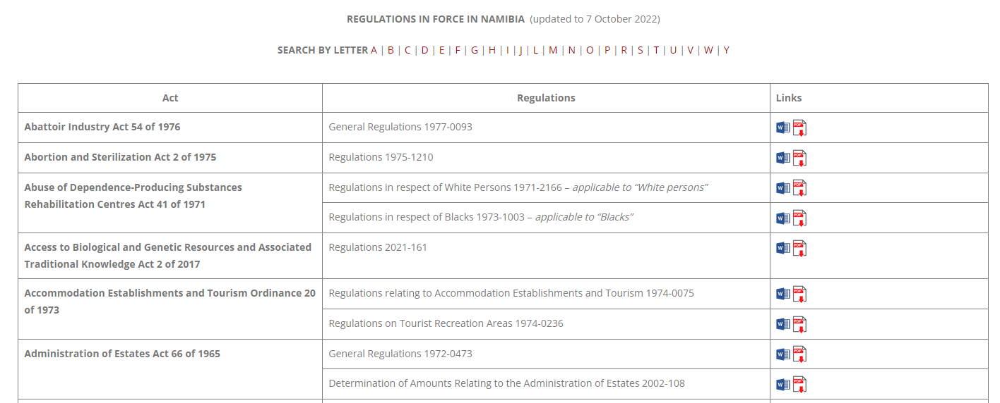 REGULATIONS IN FORCE IN NAMIBIA (updated to 7 October 2022)
SEARCH BY LETTER A | B | C | D | E | F | G | H | I | J | L | M | N | O | P | R | S | T | U | V | W | Y
Act Regulations Links
Abattoir Industry Act 54 of 1976 General Regulations 1977-0093
Abortion and Sterilization Act 2 of 1975 Regulations 1975-1210
Abuse of Dependence-Producing Substances
Rehabilitation Centres Act 41 of 1971
Regulations in respect of White Persons 1971-2166 – applicable to “White persons”
Regulations in respect of Blacks 1973-1003 – applicable to “Blacks”
Access to Biological and Genetic Resources and Associated
Traditional Knowledge Act 2 of 2017
Regulations 2021-161
Accommodation Establishments and Tourism Ordinance 20
of 1973
Regulations relating to Accommodation Establishments and Tourism 1974-0075
Regulations on Tourist Recreation Areas 1974-0236
Administration of Estates Act 66 of 1965
General Regulations 1972-0473
Determination of Amounts Relating to the Administration of Estates 2002-108